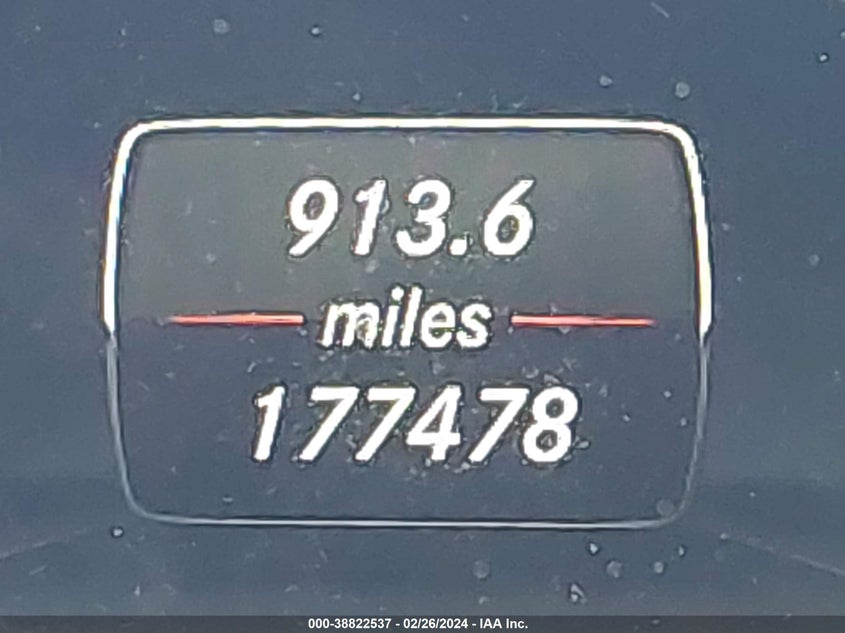 913.6
miles
177478
000-38822537 - 02/26/2024 - IAA Inc.